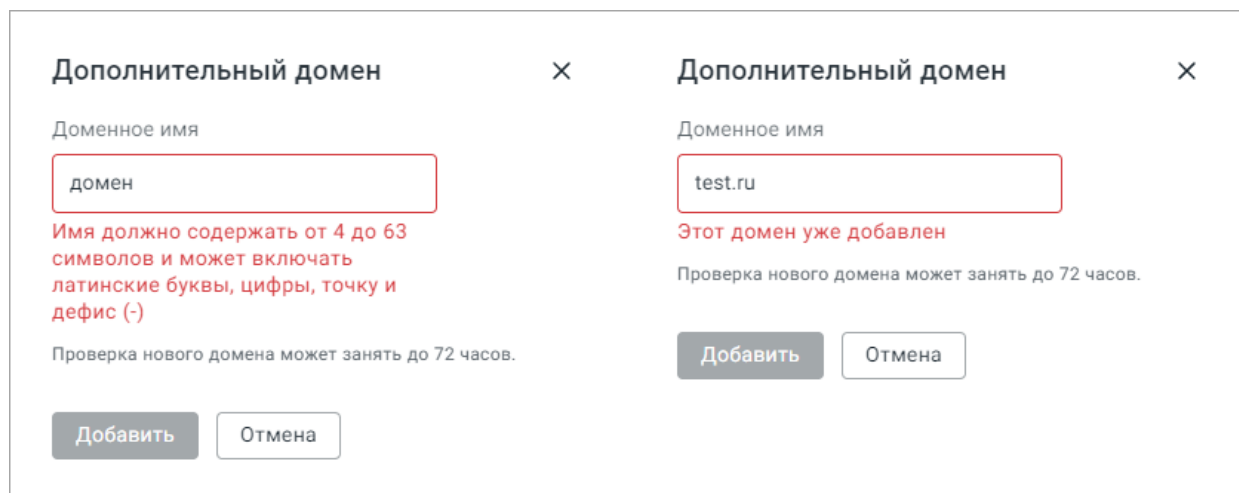 Дополнительный домен
Доменное имя
домен
Имя должно содержать от 4 до 63
символов и может включать
латинские буквы, цифры, точку и
дефис (-)
Проверка нового домена может занять до 72 часов.
Добавить
Отмена
Дополнительный домен
Доменное имя
test.ru
Этот домен уже добавлен
Проверка нового домена может занять до 72 часов.
Добавить
Отмена